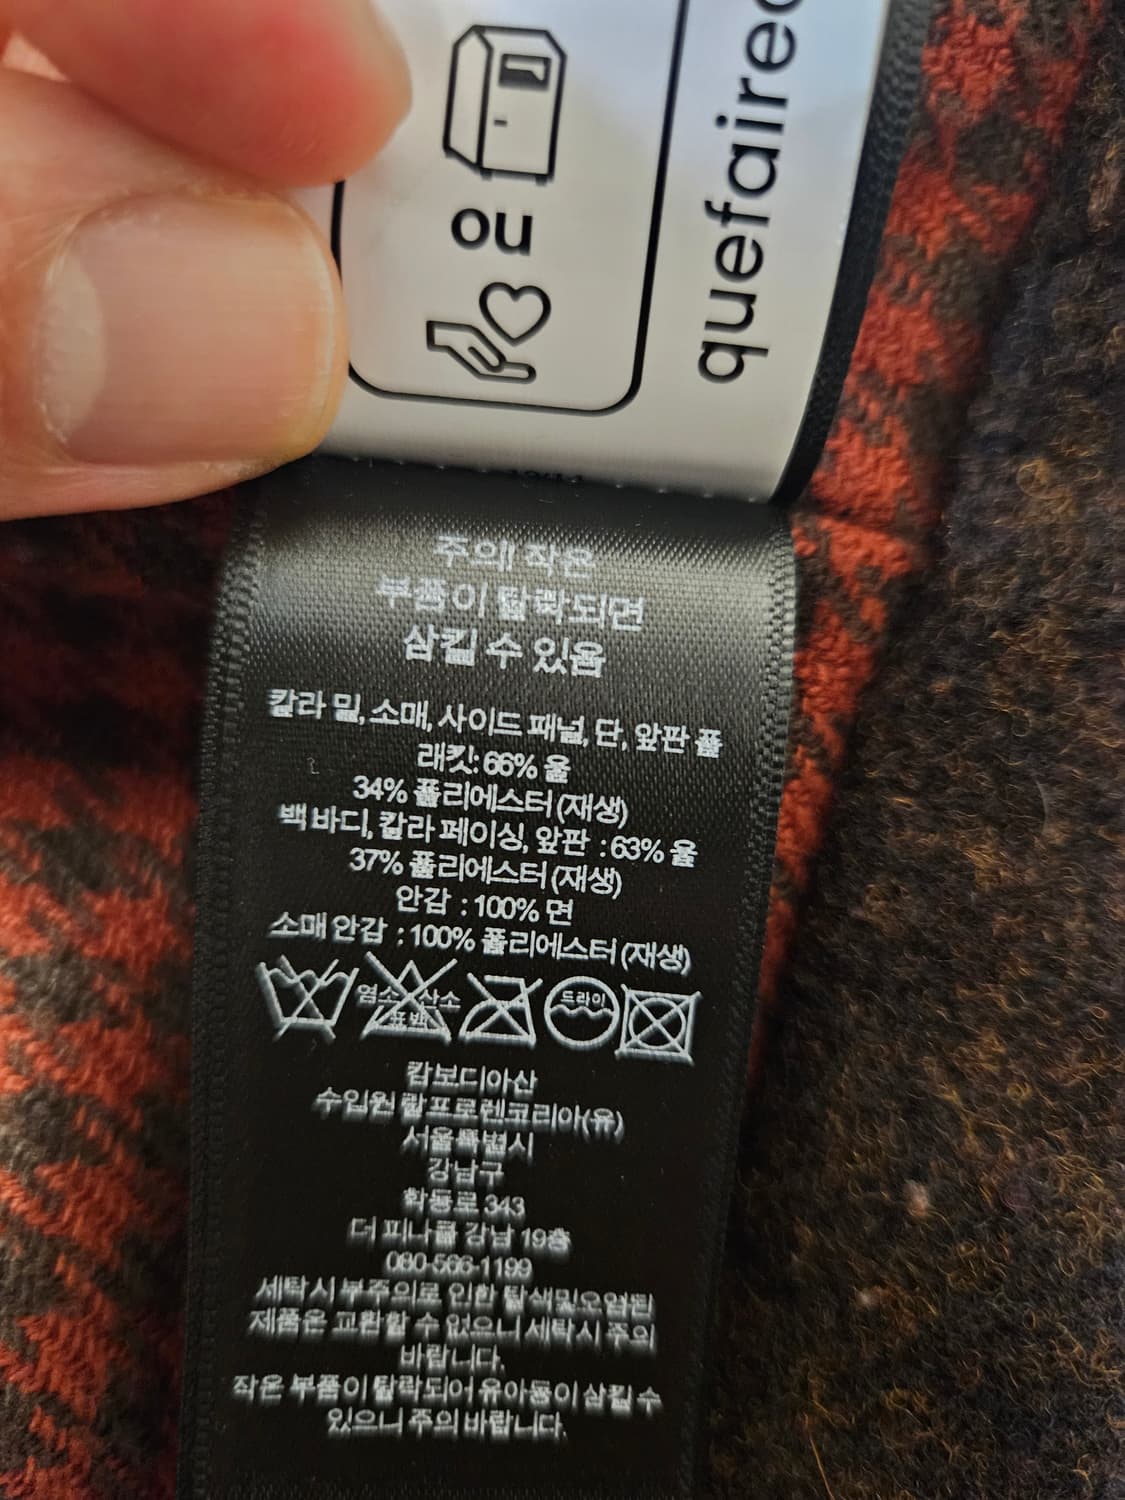 ou
quefairede
주의! 작은
부품이 탈락되면
삼킬 수 있음
칼라 밑, 소매, 사이드 패널, 단, 앞판 플
래킷: 66% 울
34% 폴리에스터 (재생)
백 바디, 칼라 페이싱, 앞판 : 63% 울
37% 폴리에스터 (재생)
안감 : 100% 면
소매 안감 : 100% 폴리에스터 (재생)
염소 산소
표백
드라이
캄보디아산
수입원 랄프로렌코리아(유)
서울특별시
강남구
학동로 343
더 피나클 강남 19층
080-566-1199
세탁시 부주의로 인한 탈색및오염된
제품은 교환할 수 없으니 세탁시 주의
바랍니다.
작은 부품이 탈락되어 유아등이 삼킬 수
있으니 주의 바랍니다.